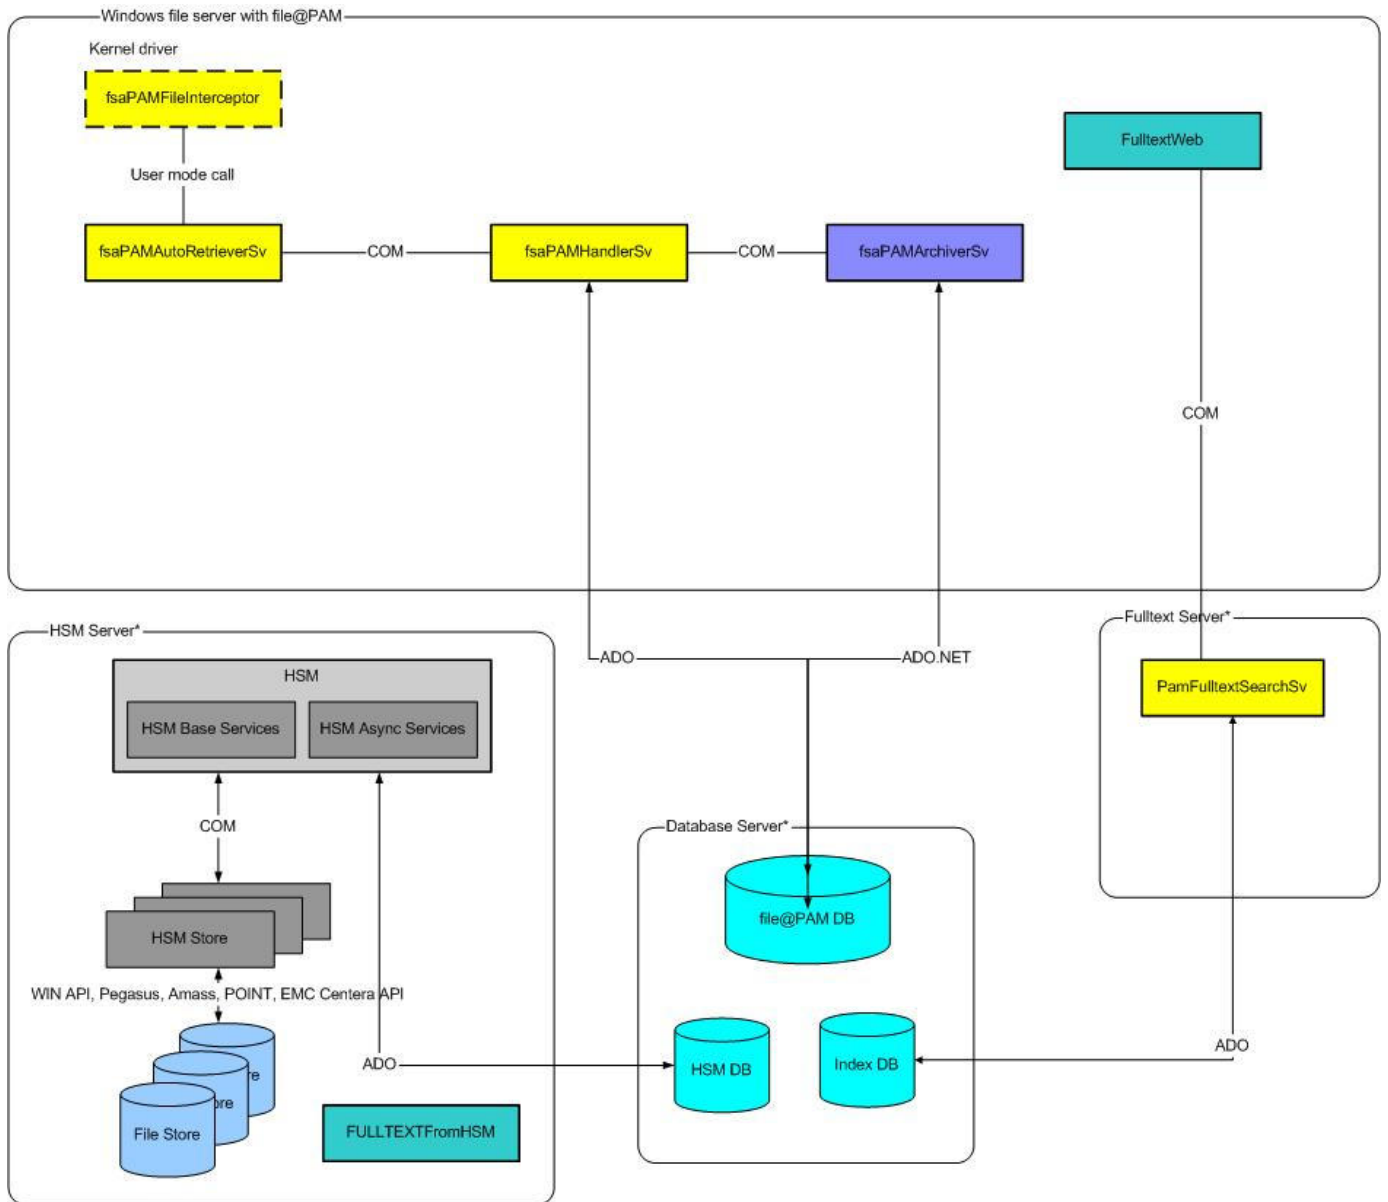 Windows file server with file@PAM
Kernel driver
fsaPAMFileInterceptor
FulltextWeb
User mode call
fsaPAMAutoRetrieverSv
COM
fsaPAMHandlerSv
COM
fsaPAMArchiverSv
COM
HSM Server*
Fulltext Server*
ADO
ADO.NET
HSM
PamFulltextSearchSv
HSM Base Services
HSM Async Services
COM
Database Server*
file@PAM DB
HSM Store
WIN API, Pegasus, Amass, POINT, EMC Centera API
ADO
HSM DB
Index DB
ADO
re
ore
File Store
FULLTEXTFromHSM